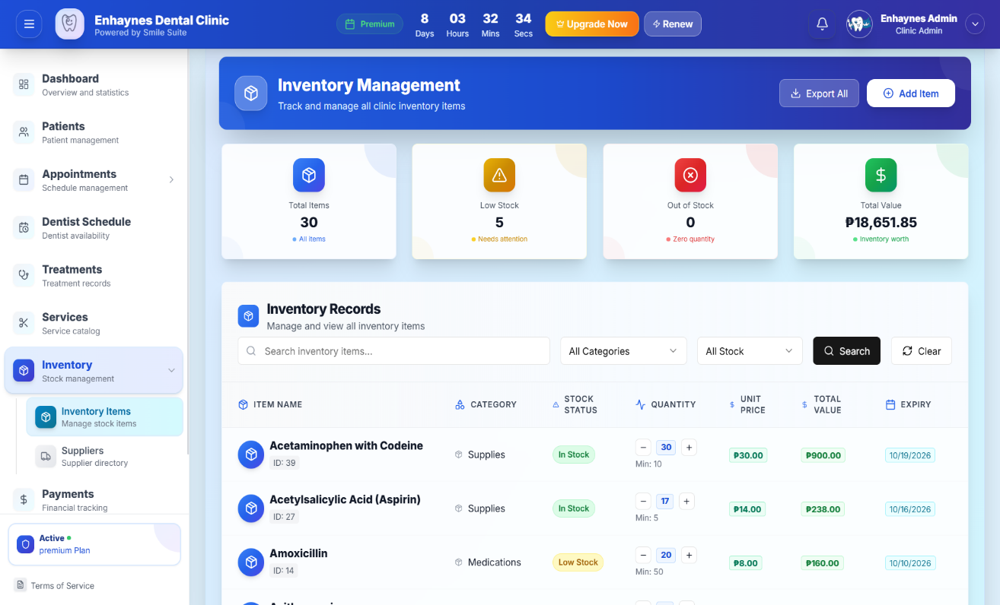 Enhaynes Dental Clinic
Powered by Smile Suite
Premium
8 03 32 34
Days Hours Mins Secs
Upgrade Now
Renew
Enhaynes Admin
Clinic Admin
Dashboard
Overview and statistics
Patients
Patient management
Appointments
Schedule management
Dentist Schedule
Dentist availability
Treatments
Treatment records
Services
Service catalog
Inventory
Stock management
Inventory Items
Manage stock items
Suppliers
Supplier directory
Payments
Financial tracking
Active
premium Plan
Terms of Service
Inventory Management
Track and manage all clinic inventory items
Export All
Add Item
Total Items
30
All items
Low Stock
5
Needs attention
Out of Stock
0
Zero quantity
Total Value
₱18,651.85
Inventory worth
Inventory Records
Manage and view all inventory items
Search inventory items...
All Categories
All Stock
Search
Clear
ITEM NAME CATEGORY STOCK STATUS QUANTITY UNIT PRICE TOTAL VALUE EXPIRY
Acetaminophen with Codeine
ID: 39
Supplies
In Stock
− 30 +
Min: 10
₱30.00
₱900.00
10/19/2026
Acetylsalicylic Acid (Aspirin)
ID: 27
Supplies
In Stock
− 17 +
Min: 5
₱14.00
₱238.00
10/16/2026
Amoxicillin
ID: 14
Medications
Low Stock
− 20 +
Min: 50
₱8.00
₱160.00
10/10/2026